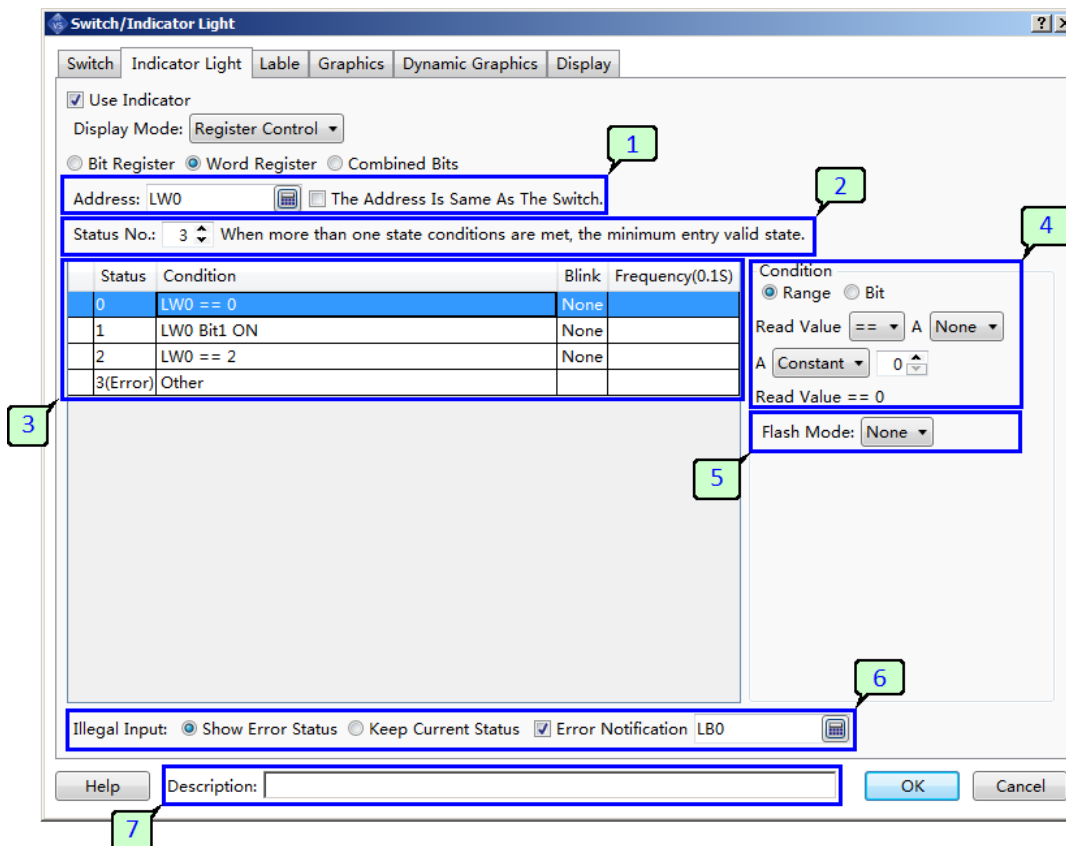 Switch/Indicator Light
Switch Indicator Light Lable Graphics Dynamic Graphics Display
Use Indicator
Display Mode: Register Control
1
Bit Register Word Register Combined Bits
2
Address: LW0 The Address Is Same As The Switch.
4
Status No.: 3 When more than one state conditions are met, the minimum entry valid state.
Status Condition Blink Frequency(0.1S)
0 LW0 == 0 None
1 LW0 Bit1 ON None
2 LW0 == 2 None
3(Error) Other
Condition
Range Bit
Read Value == A None
A Constant 0
Read Value == 0
3
Flash Mode: None
5
6
Illegal Input: Show Error Status Keep Current Status Error Notification LB0
Help Description: OK Cancel
7